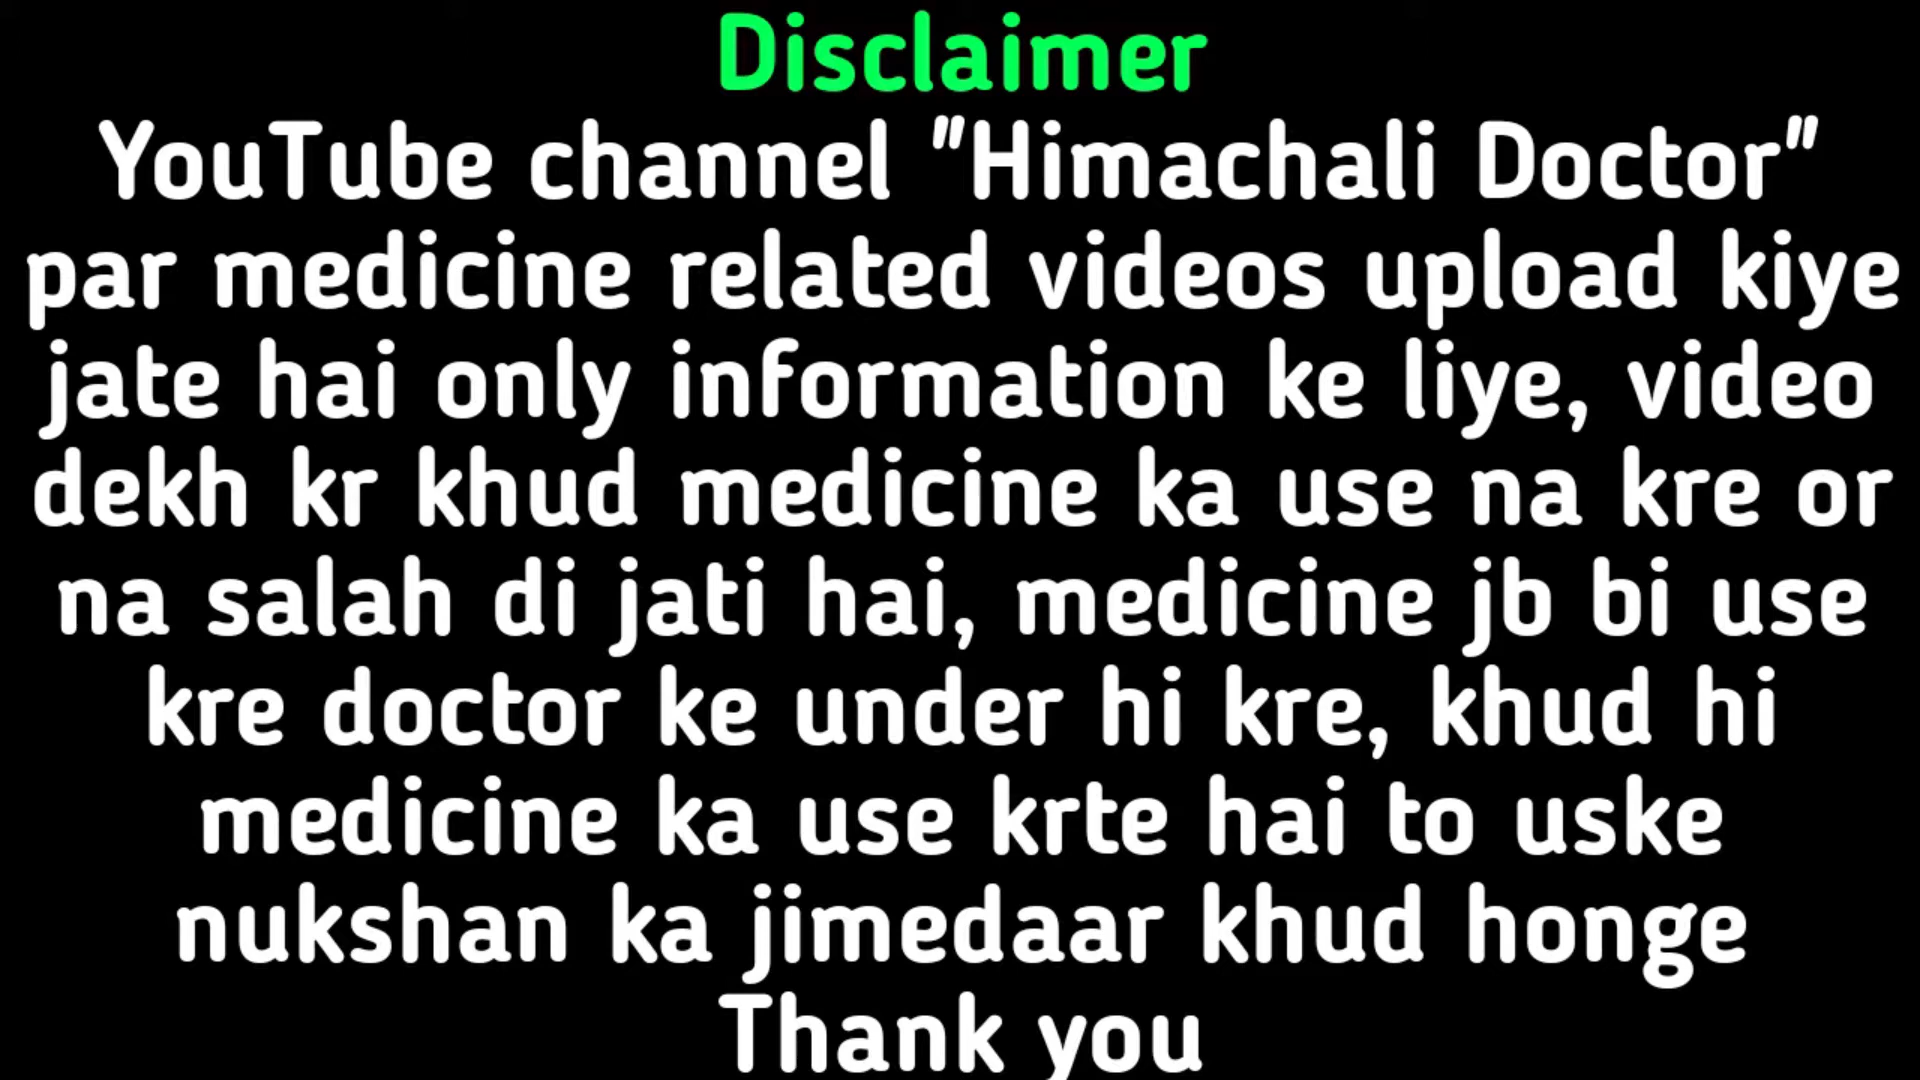 Disclaimer
YouTube channel "Himachali Doctor"
par medicine related videos upload kiye
jate hai only information ke liye, video
dekh kr khud medicine ka use na kre or
na salah di jati hai, medicine jb bi use
kre doctor ke under hi kre, khud hi
medicine ka use krte hai to uske
nukshan ka jimedaar khud honge
Thank you